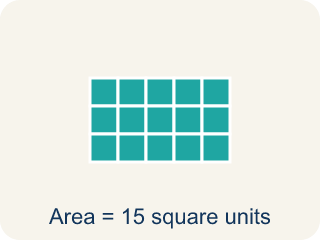 Area = 15 square units